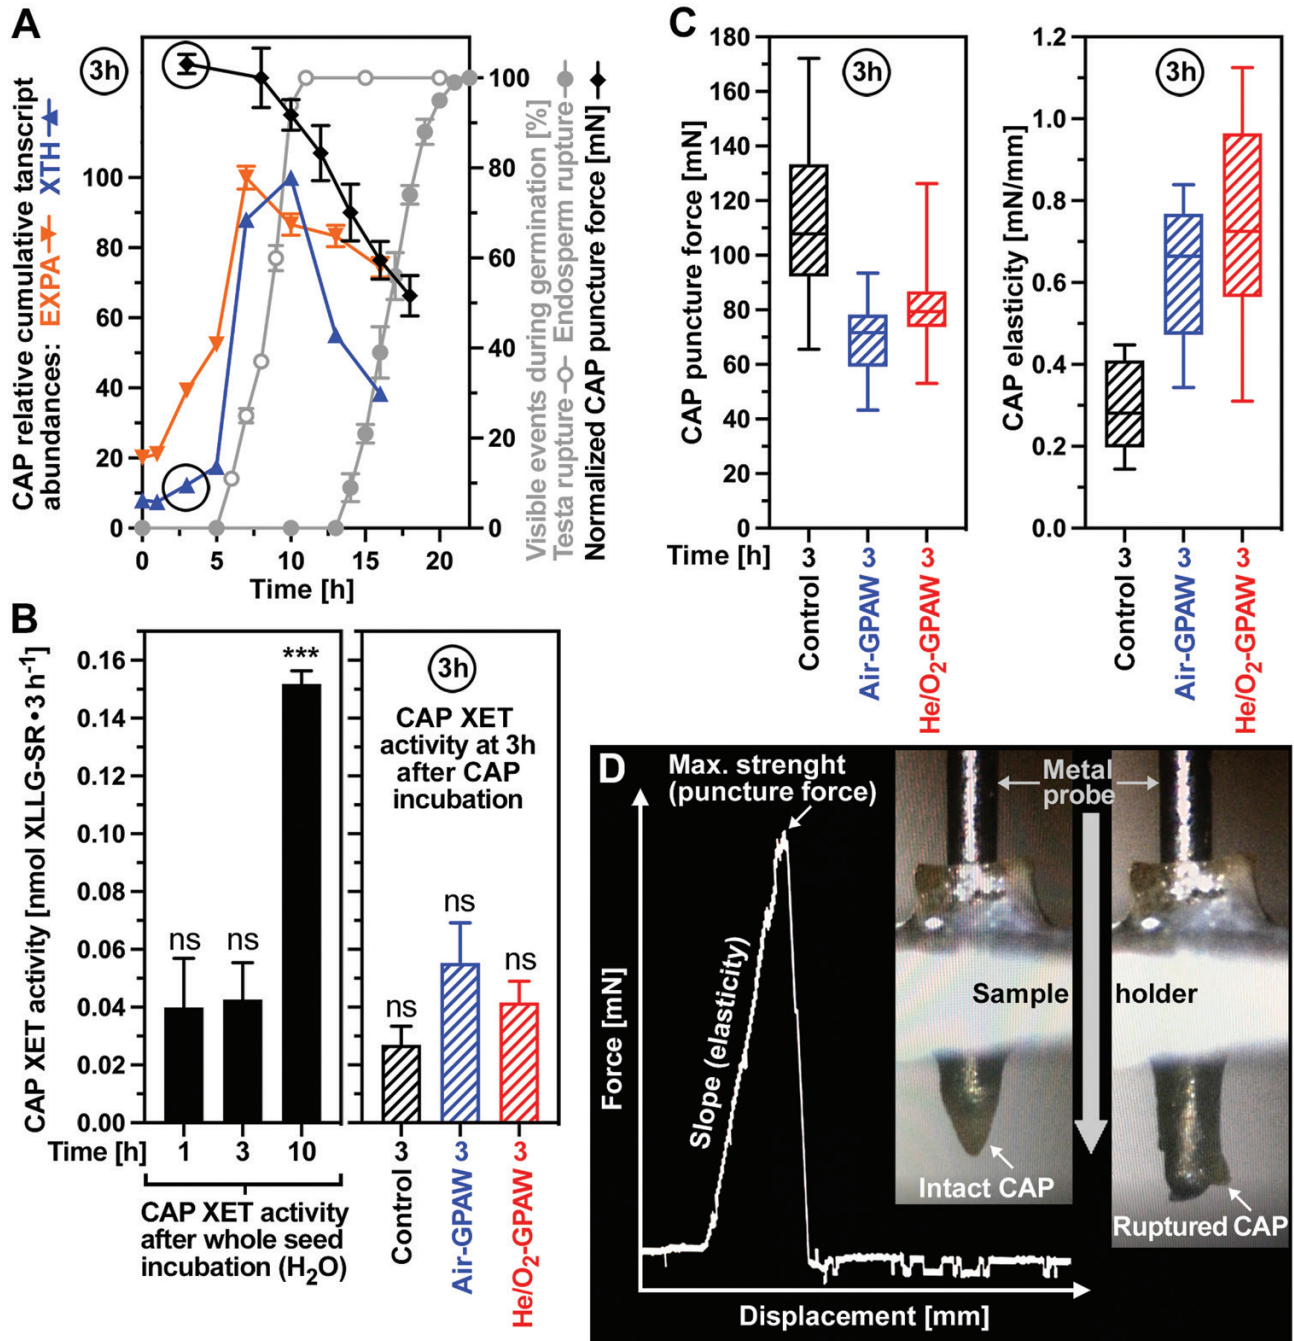 A
3h
CAP relative cumulative tanscript
abundances: EXPA XTH
100
80
60
40
20
0
0 5 10 15 20
Time [h]
100
80
60
40
20
0
Visible events during germination [%]
Testa rupture Endosperm rupture
Normalized CAP puncture force [mN]
B
CAP XET activity [nmol XLLG-SR•3 h-1]
0.16
0.14
0.12
0.10
0.08
0.06
0.04
0.02
0.00
ns
ns
***
3h
CAP XET
activity at 3h
after CAP
incubation
ns
ns
ns
Time [h] 1 3 10 3 3 3
CAP XET activity
after whole seed
incubation (H2O)
Control
Air-GPAW
He/O2-GPAW
C
CAP puncture force [mN]
180
160
140
120
100
80
60
40
20
0
3h
Time [h] 3 3 3
Control
Air-GPAW
He/O2-GPAW
CAP elasticity [mN/mm]
1.2
1.0
0.8
0.6
0.4
0.2
0.0
3h
3 3 3
Control
Air-GPAW
He/O2-GPAW
D
Max. strenght
(puncture force)
Slope (elasticity)
Force [mN]
Displacement [mm]
Metal
probe
Sample holder
Intact CAP
Ruptured CAP